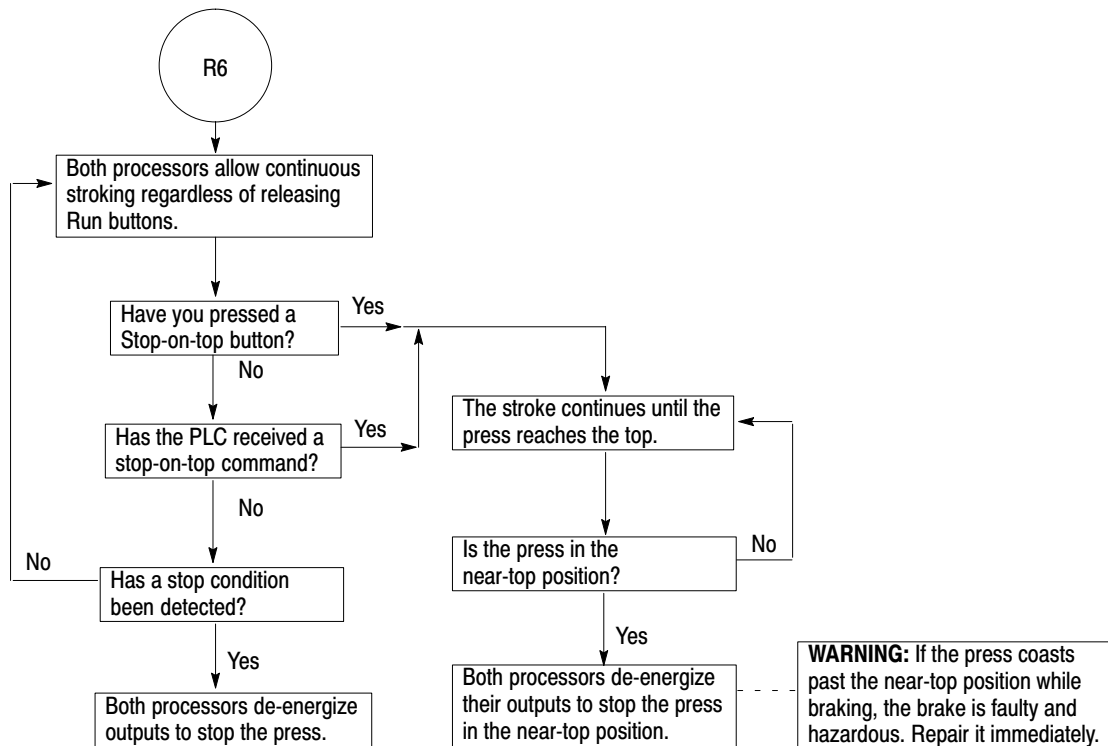 R6
Both processors allow continuous
stroking regardless of releasing
Run buttons.
Have you pressed a
Stop-on-top button?
Yes
No
Has the PLC received a
stop-on-top command?
Yes
No
Has a stop condition
been detected?
No
Yes
Both processors de-energize
outputs to stop the press.
The stroke continues until the
press reaches the top.
Is the press in the
near-top position?
No
Yes
Both processors de-energize
their outputs to stop the press
in the near-top position.
WARNING: If the press coasts
past the near-top position while
braking, the brake is faulty and
hazardous. Repair it immediately.